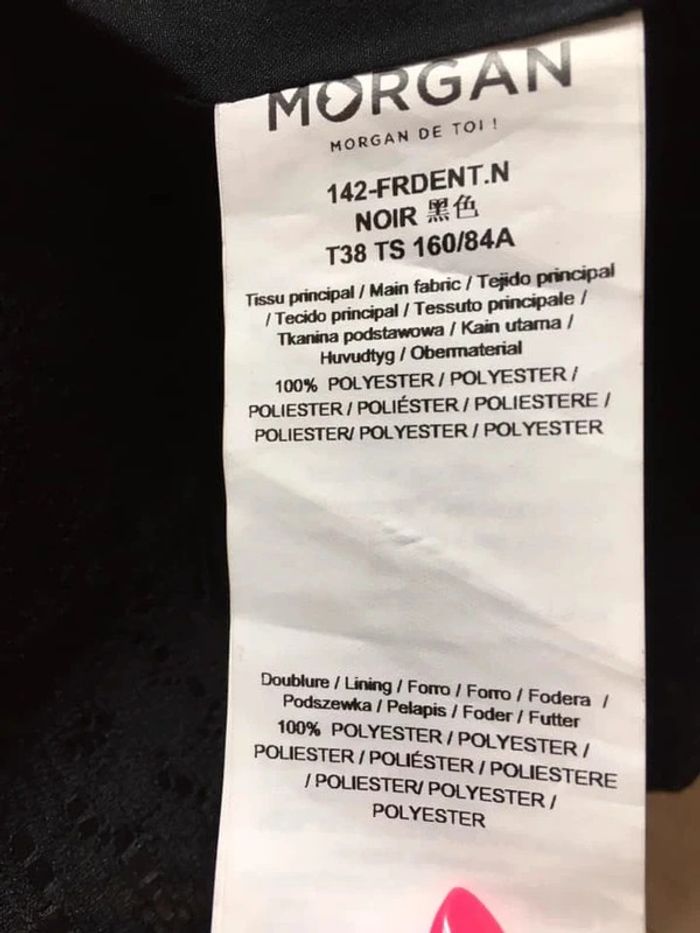 MORGAN
MORGAN DE TOI !
142-FRDENT.N
NOIR 黑色
T38 TS 160/84A
Tissu principal / Main fabric / Tejido principal
/ Tecido principal / Tessuto principale /
Tkanina podstawowa / Kain utama /
Huvudtyg / Obermaterial
100% POLYESTER / POLYESTER /
POLIESTER / POLIÉSTER / POLIESTERE /
POLIESTER/ POLYESTER / POLYESTER
Doublure / Lining / Forro / Forro / Fodera /
Podszewka / Pelapis / Foder / Futter
100% POLYESTER / POLYESTER /
POLIESTER / POLIÉSTER / POLIESTERE
/ POLIESTER/ POLYESTER /
POLYESTER